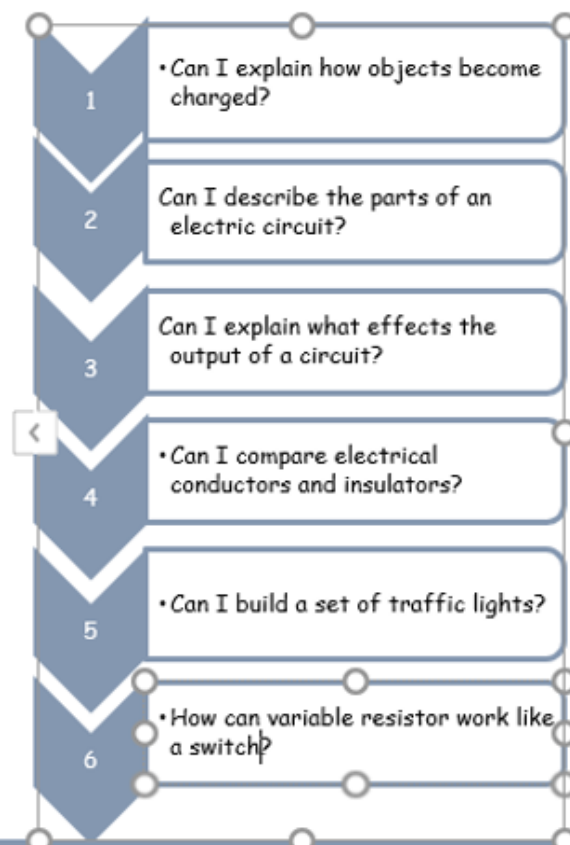 1
• Can I explain how objects become
charged?
2
Can I describe the parts of an
electric circuit?
3
Can I explain what effects the
output of a circuit?
4
• Can I compare electrical
conductors and insulators?
5
• Can I build a set of traffic lights?
6
• How can variable resistor work like
a switch?